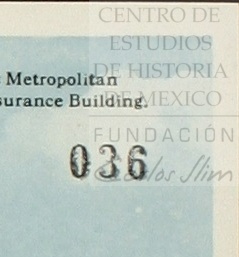 CENTRO DE
ESTUDIOS
DE HISTORIA
DE MEXICO
FUNDACIÓN
Carlos Slim
Metropolitan
surance Building.
036